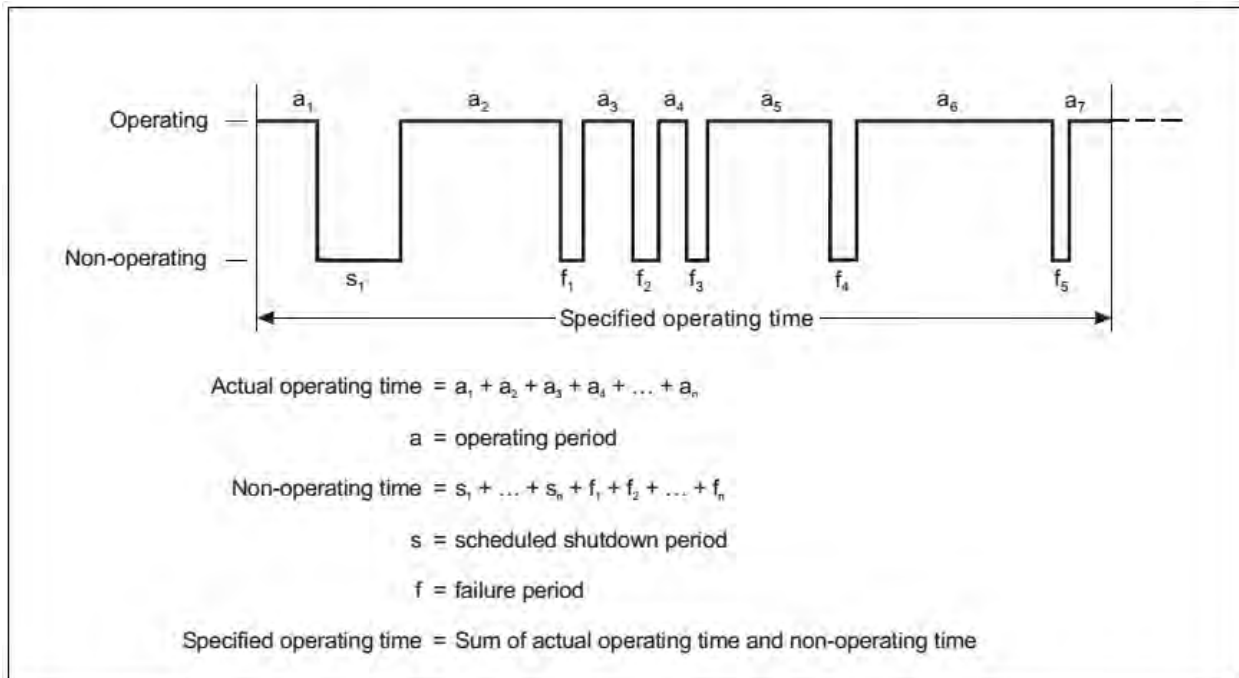 a₁ a₂ a₃ a₄ a₅ a₆ a₇
Operating
Non-operating
s₁ f₁ f₂ f₃ f₄ f₅
Specified operating time
Actual operating time = a₁ + a₂ + a₃ + a₄ + … + aₙ
a = operating period
Non-operating time = s₁ + … + sₙ + f₁ + f₂ + … + fₙ
s = scheduled shutdown period
f = failure period
Specified operating time = Sum of actual operating time and non-operating time